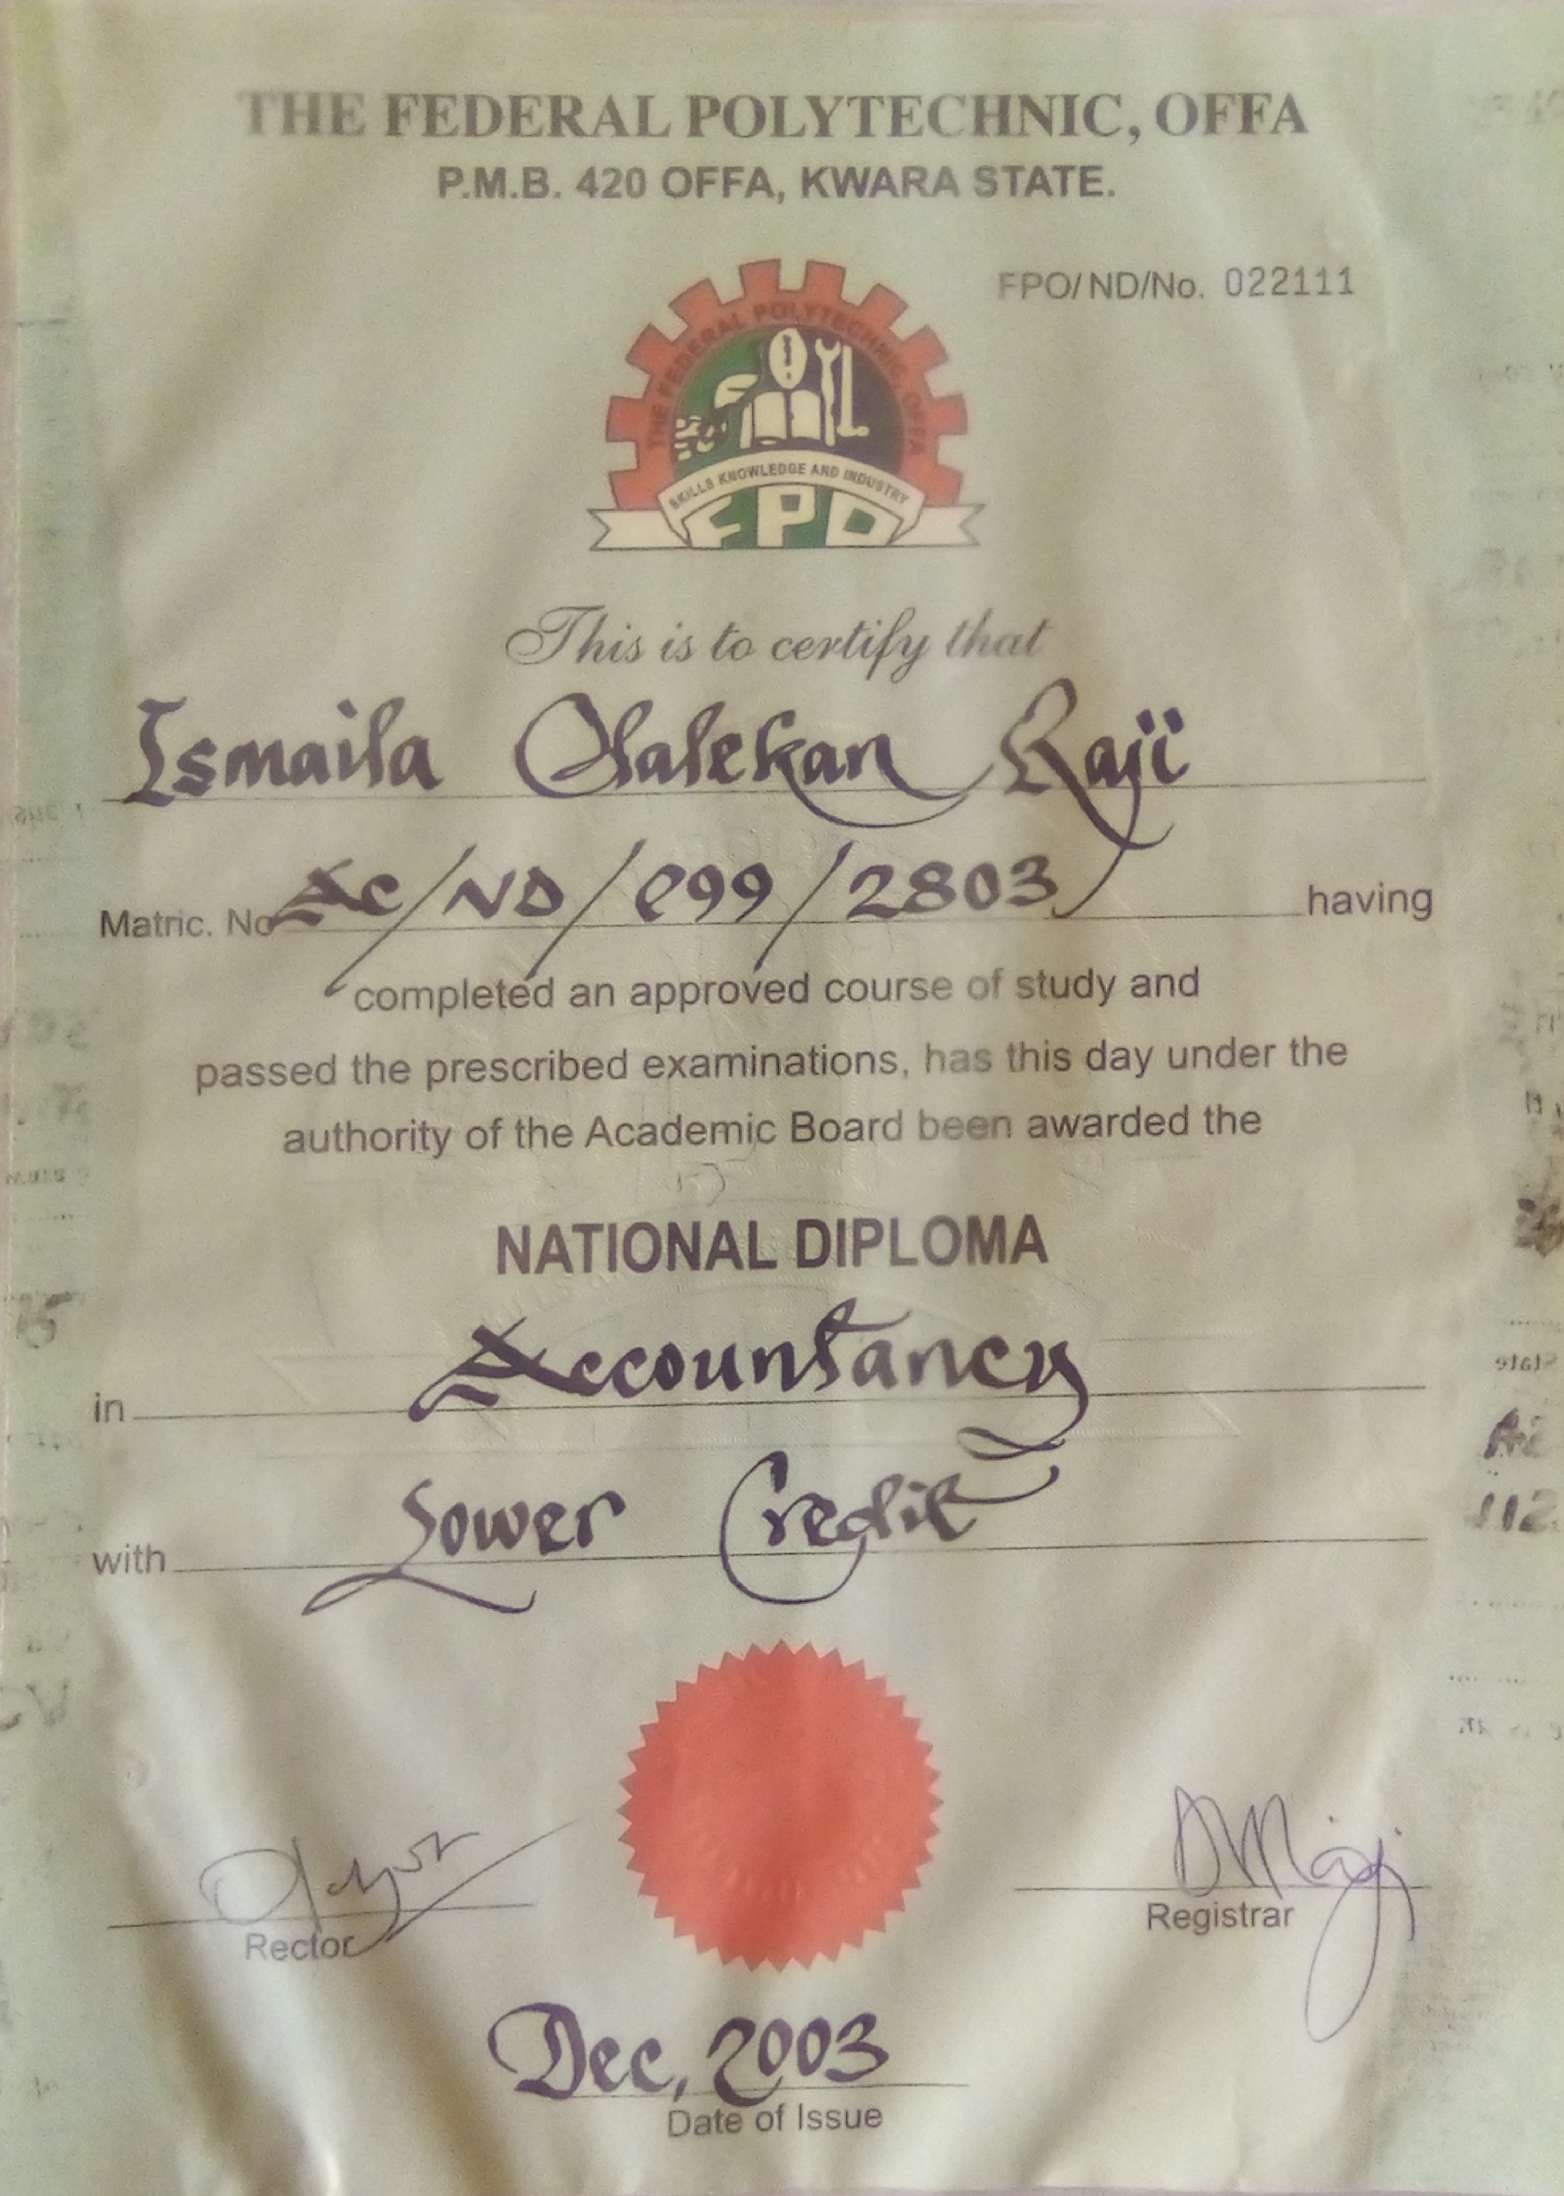 THE FEDERAL POLYTECHNIC, OFFA
P.M.B. 420 OFFA, KWARA STATE.
FPO/ND/No. 022111
THE FEDERAL POLYTECHNIC, OFFA
SKILLS KNOWLEDGE AND INDUSTRY
FPO
This is to certify that
Ismaila Olalekan Raji
Matric. No AC/ND/e99/2803 having
completed an approved course of study and
passed the prescribed examinations, has this day under the
authority of the Academic Board been awarded the
NATIONAL DIPLOMA
in Accountancy
with Lower Credit
Rector
Registrar
Dec, 2003
Date of Issue